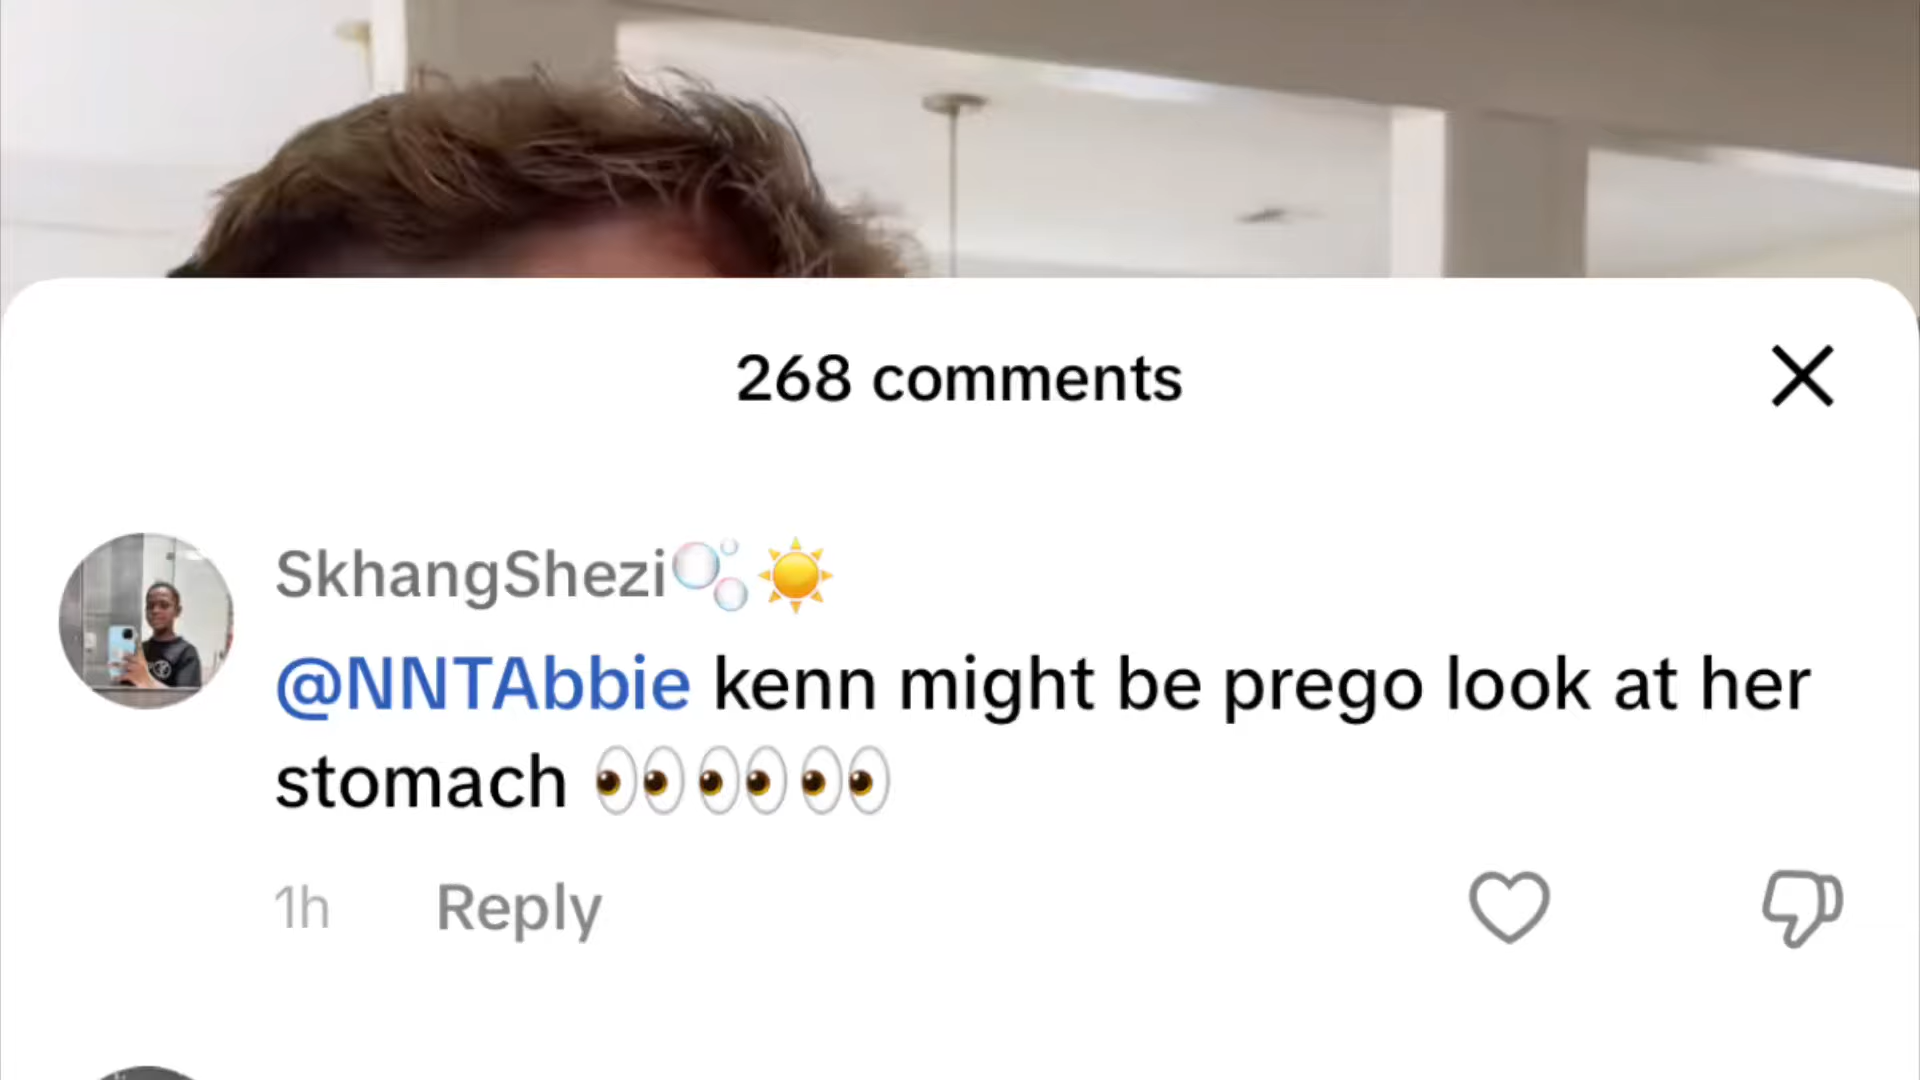 268 comments
SkhangShezi🫧☀️
@NNTAbbie kenn might be prego look at her
stomach 👀👀👀
1h Reply